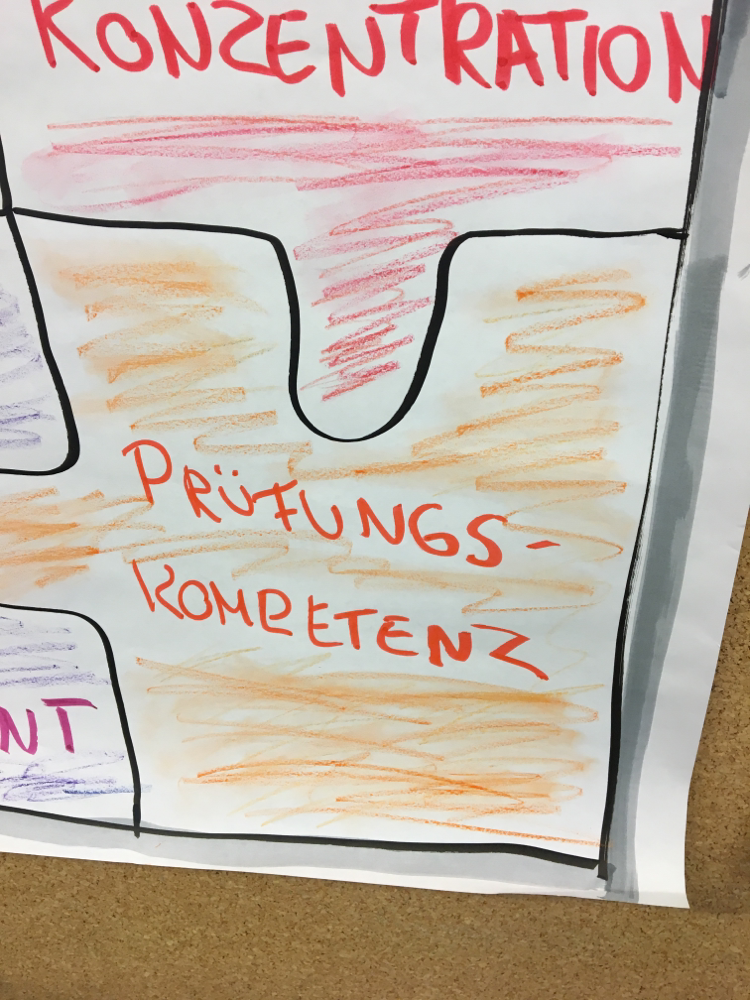 KONZENTRATION
PRÜFUNGS-
KOMPETENZ
NT